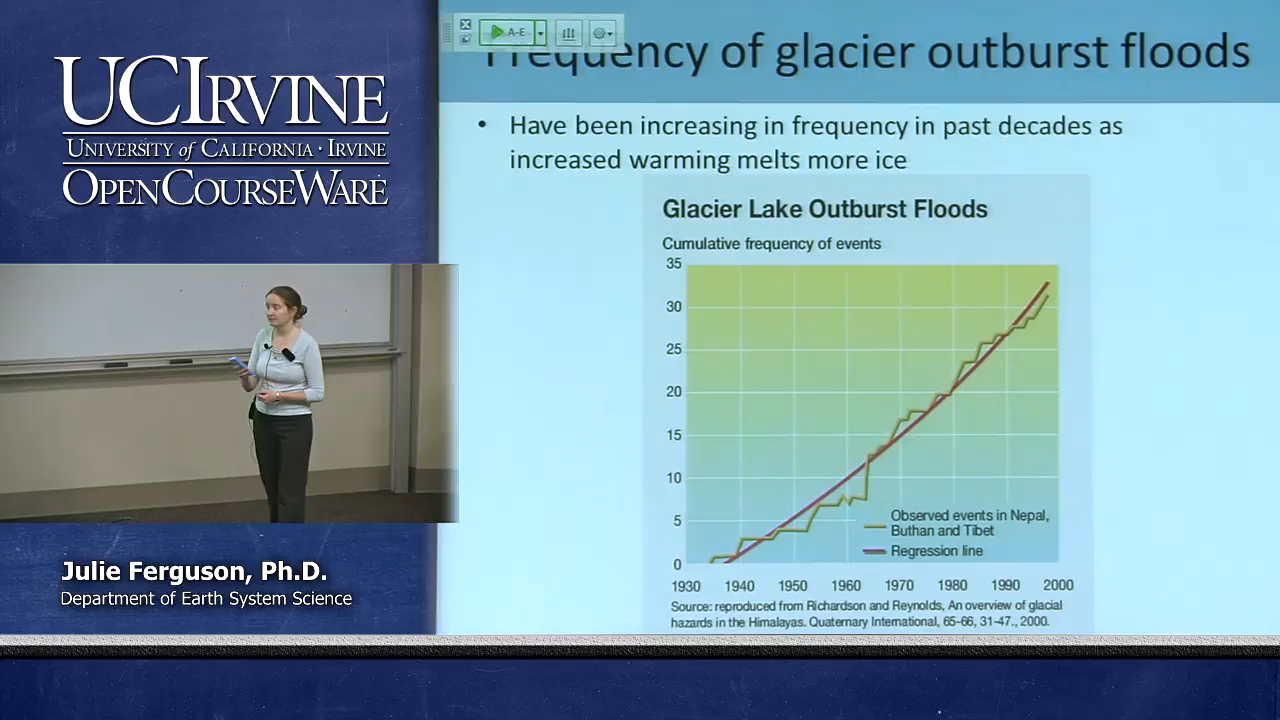 UCIRVINE
UNIVERSITY of CALIFORNIA · IRVINE
OPENCOURSEWARE
A-E
Frequency of glacier outburst floods
• Have been increasing in frequency in past decades as
increased warming melts more ice
Glacier Lake Outburst Floods
Cumulative frequency of events
35
30
25
20
15
10
5
0
Observed events in Nepal,
Buthan and Tibet
Regression line
1930 1940 1950 1960 1970 1980 1990 2000
Source: reproduced from Richardson and Reynolds, An overview of glacial
hazards in the Himalayas. Quaternary International, 65-66, 31-47., 2000.
Julie Ferguson, Ph.D.
Department of Earth System Science